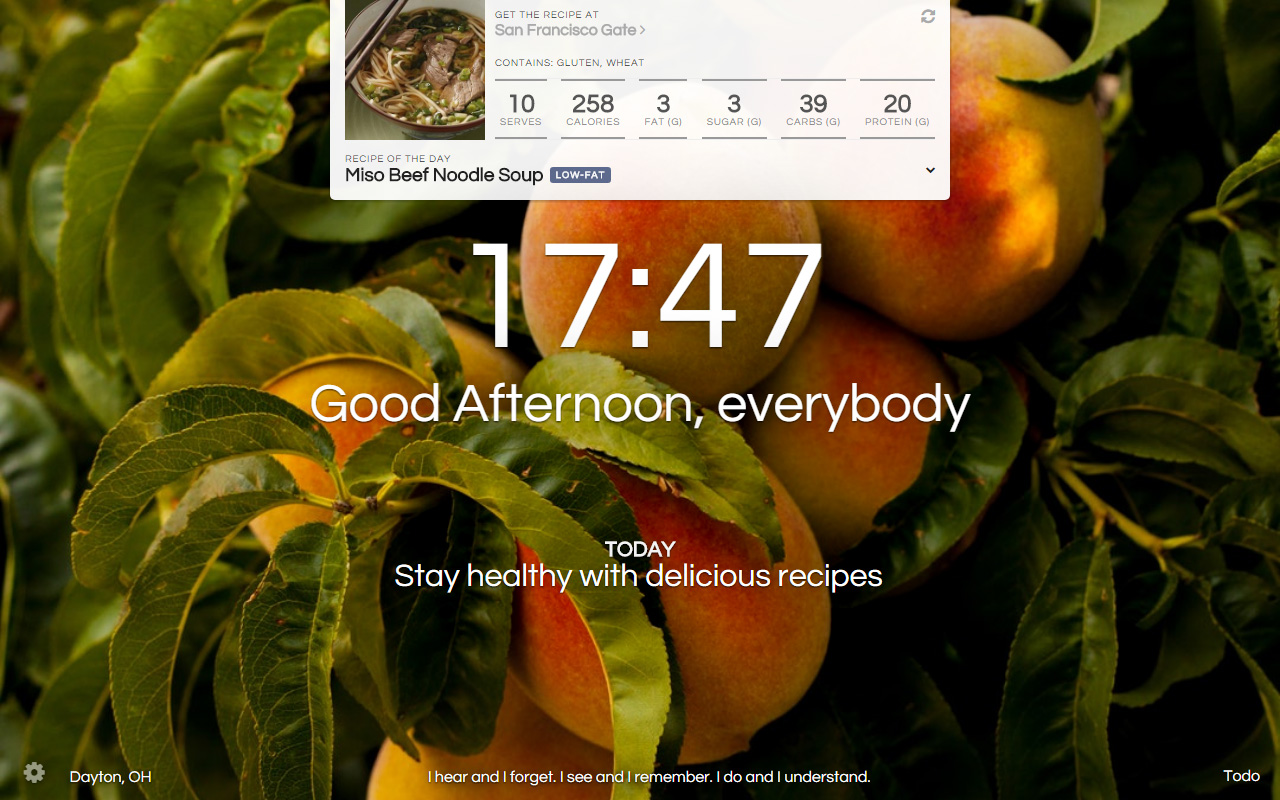 GET THE RECIPE AT
San Francisco Gate >
CONTAINS: GLUTEN, WHEAT
10 258 3 3 39 20
SERVES CALORIES FAT (G) SUGAR (G) CARBS (G) PROTEIN (G)
RECIPE OF THE DAY
Miso Beef Noodle Soup LOW-FAT
17:47
Good Afternoon, everybody
TODAY
Stay healthy with delicious recipes
Dayton, OH I hear and I forget. I see and I remember. I do and I understand. Todo